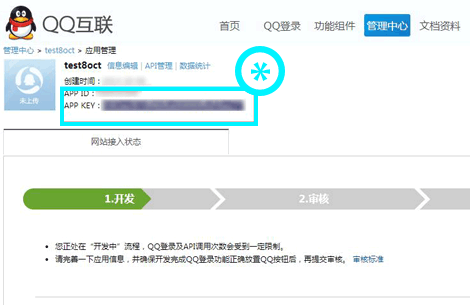 QQ互联
首页 QQ登录 功能组件 管理中心 文档资料
管理中心 > test8oct > 应用管理
test8oct 信息编辑 | API管理 | 数据统计
创建时间：
APP ID：
APP KEY：
未上传
*
网站接入状态
1.开发
2.审核
您正处在“开发中”流程，QQ登录及API调用次数会受到一定限制。
请完善一下应用信息，并确保开发完成QQ登录功能正确放置QQ按钮后，再提交审核。 审核标准